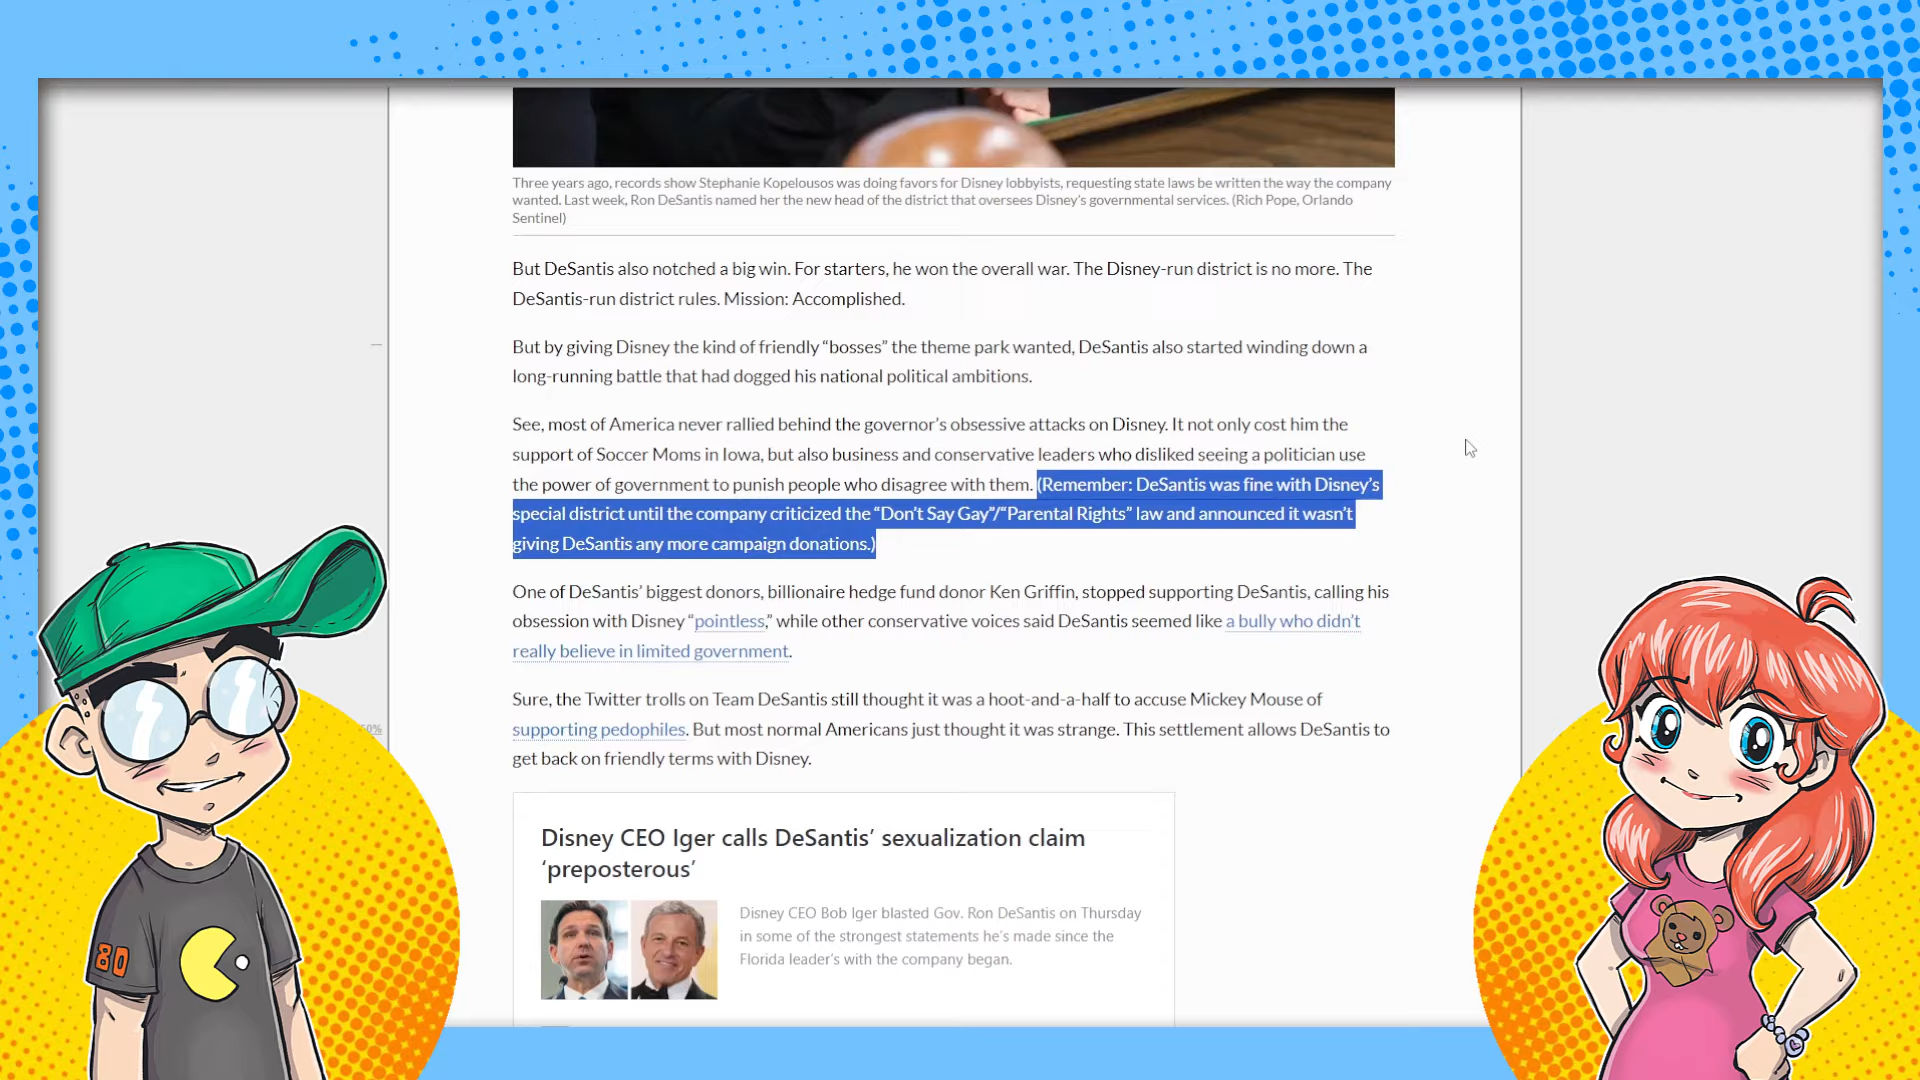 Three years ago, records show Stephanie Kopelousos was doing favors for Disney lobbyists, requesting state laws be written the way the company
wanted. Last week, Ron DeSantis named her the new head of the district that oversees Disney's governmental services. (Rich Pope, Orlando
Sentinel)
But DeSantis also notched a big win. For starters, he won the overall war. The Disney-run district is no more. The
DeSantis-run district rules. Mission: Accomplished.
But by giving Disney the kind of friendly “bosses” the theme park wanted, DeSantis also started winding down a
long-running battle that had dogged his national political ambitions.
See, most of America never rallied behind the governor’s obsessive attacks on Disney. It not only cost him the
support of Soccer Moms in Iowa, but also business and conservative leaders who disliked seeing a politician use
the power of government to punish people who disagree with them. (Remember: DeSantis was fine with Disney’s
special district until the company criticized the “Don’t Say Gay”/“Parental Rights” law and announced it wasn’t
giving DeSantis any more campaign donations.)
One of DeSantis’ biggest donors, billionaire hedge fund donor Ken Griffin, stopped supporting DeSantis, calling his
obsession with Disney “pointless,” while other conservative voices said DeSantis seemed like a bully who didn’t
really believe in limited government.
Sure, the Twitter trolls on Team DeSantis still thought it was a hoot-and-a-half to accuse Mickey Mouse of
supporting pedophiles. But most normal Americans just thought it was strange. This settlement allows DeSantis to
get back on friendly terms with Disney.
Disney CEO Iger calls DeSantis’ sexualization claim
‘preposterous’
Disney CEO Bob Iger blasted Gov. Ron DeSantis on Thursday
in some of the strongest statements he’s made since the
Florida leader’s with the company began.
80